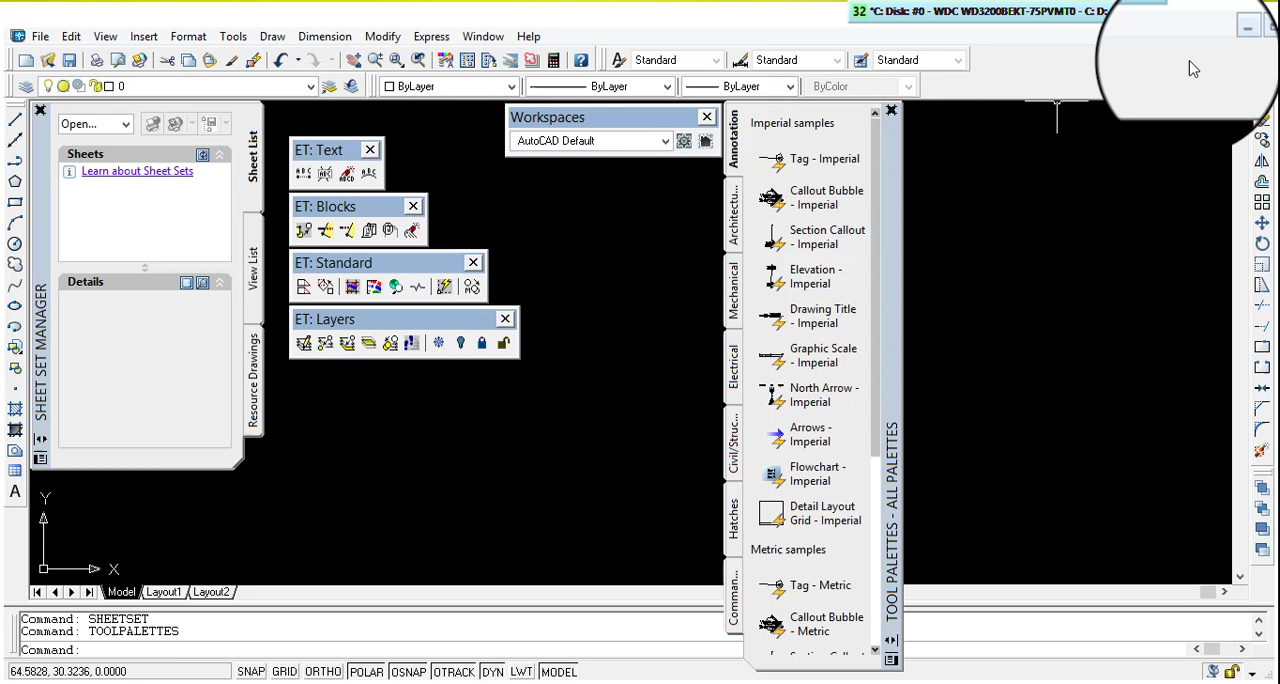 32 °C: Disk: #0 - WDC WD3200BEKT-75PVMT0 - C: D:
File Edit View Insert Format Tools Draw Dimension Modify Express Window Help
Standard Standard Standard
0 ByLayer ByLayer ByLayer ByColor
Open...
Sheets
Learn about Sheet Sets
Details
SHEET SET MANAGER
Sheet List
View List
Resource Drawings
ET: Text
ET: Blocks
ET: Standard
ET: Layers
Workspaces
AutoCAD Default
Annotation
Architectu...
Mechanical
Electrical
Civil/Struc...
Hatches
Comman...
Imperial samples
Tag - Imperial
Callout Bubble
- Imperial
Section Callout
- Imperial
Elevation -
Imperial
Drawing Title
- Imperial
Graphic Scale
- Imperial
North Arrow -
Imperial
Arrows -
Imperial
Flowchart -
Imperial
Detail Layout
Grid - Imperial
Metric samples
Tag - Metric
Callout Bubble
- Metric
TOOL PALETTES - ALL PALETTES
Y
X
A
Model Layout1 Layout2
Command: SHEETSET
Command: TOOLPALETTES
Command:
64.5828, 30.3236, 0.0000 SNAP GRID ORTHO POLAR OSNAP OTRACK DYN LWT MODEL